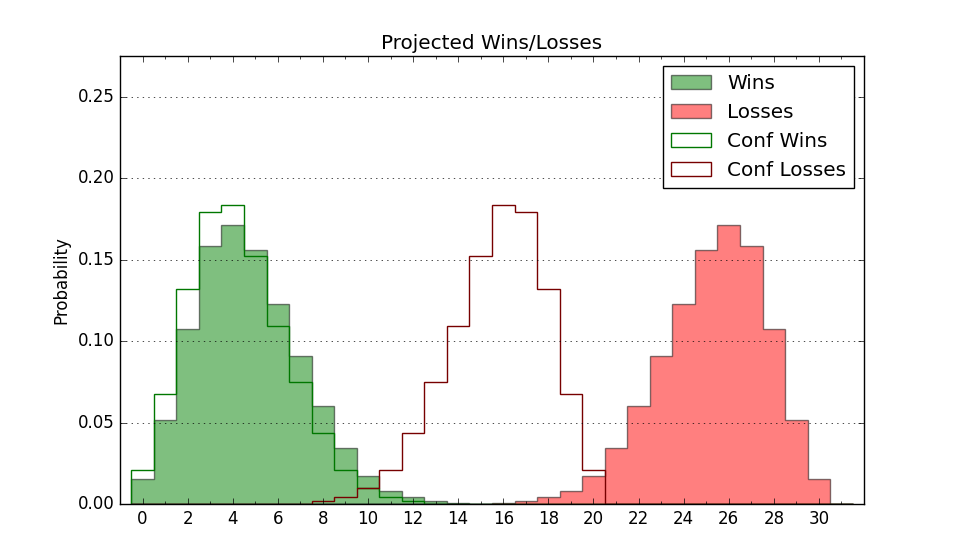 Projected Wins/Losses
Probability
0.25
0.20
0.15
0.10
0.05
0.00
Wins
Losses
Conf Wins
Conf Losses
0 2 4 6 8 10 12 14 16 18 20 22 24 26 28 30